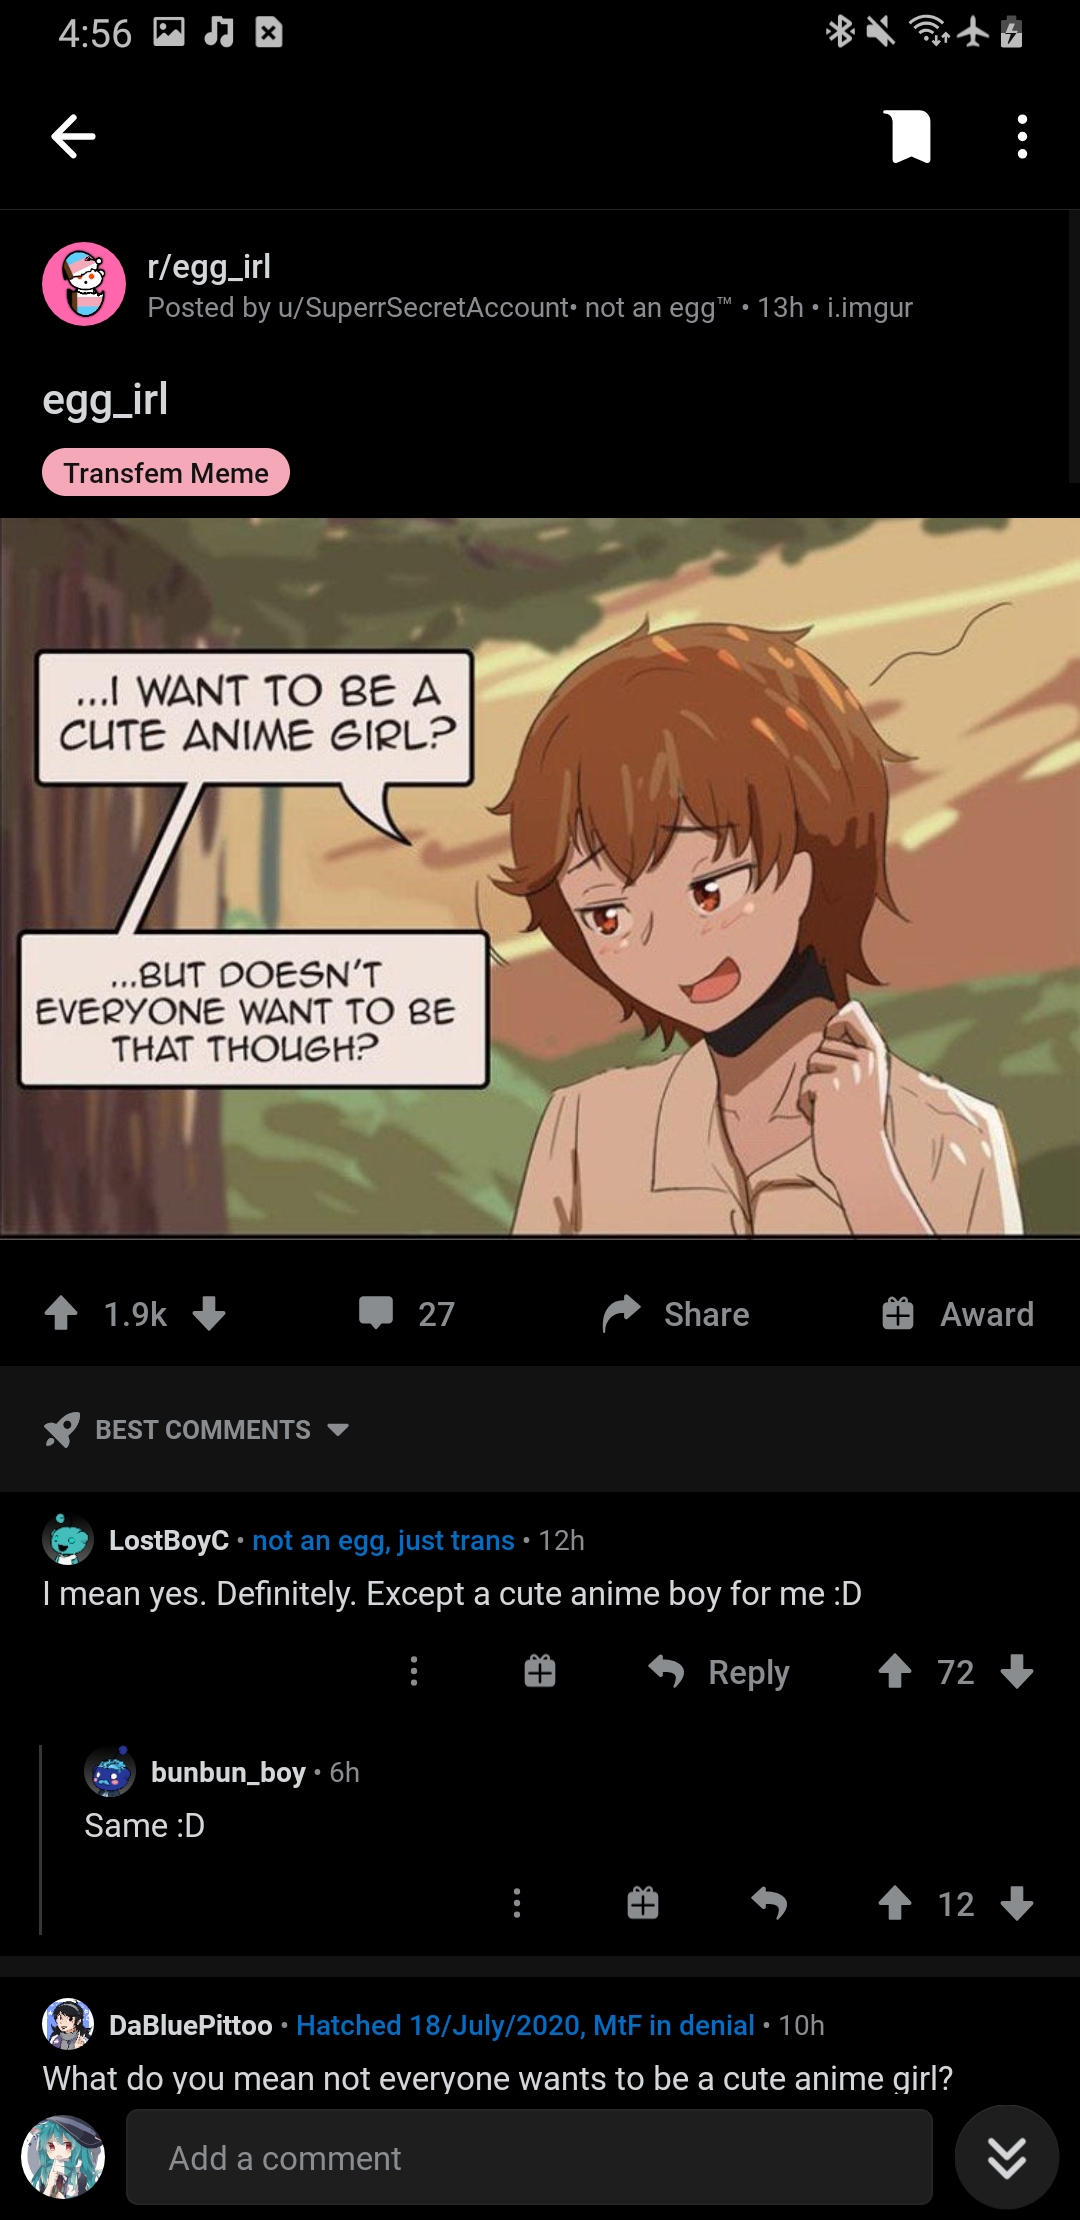 4:56
r/egg_irl
Posted by u/SuperrSecretAccount• not an egg™ • 13h • i.imgur
egg_irl
Transfem Meme
...I WANT TO BE A
CUTE ANIME GIRL?
...BUT DOESN'T
EVERYONE WANT TO BE
THAT THOUGH?
1.9k
27
Share
Award
BEST COMMENTS
LostBoyC • not an egg, just trans • 12h
I mean yes. Definitely. Except a cute anime boy for me :D
Reply
72
bunbun_boy • 6h
Same :D
12
DaBluePittoo • Hatched 18/July/2020, MtF in denial • 10h
What do you mean not everyone wants to be a cute anime girl?
Add a comment